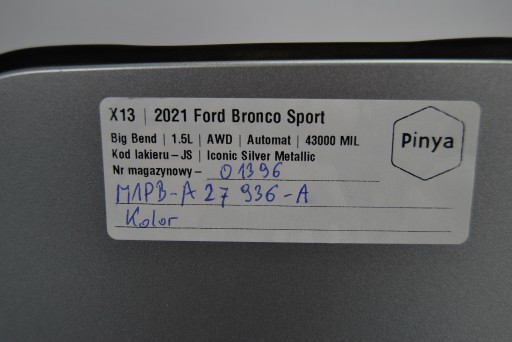 X13 | 2021 Ford Bronco Sport
Big Bend | 1.5L | AWD | Automat | 43000 MIL
Kod lakieru – JS | Iconic Silver Metallic
Nr magazynowy – 01396
M1PB-A27936-A
Kolor
Pinya